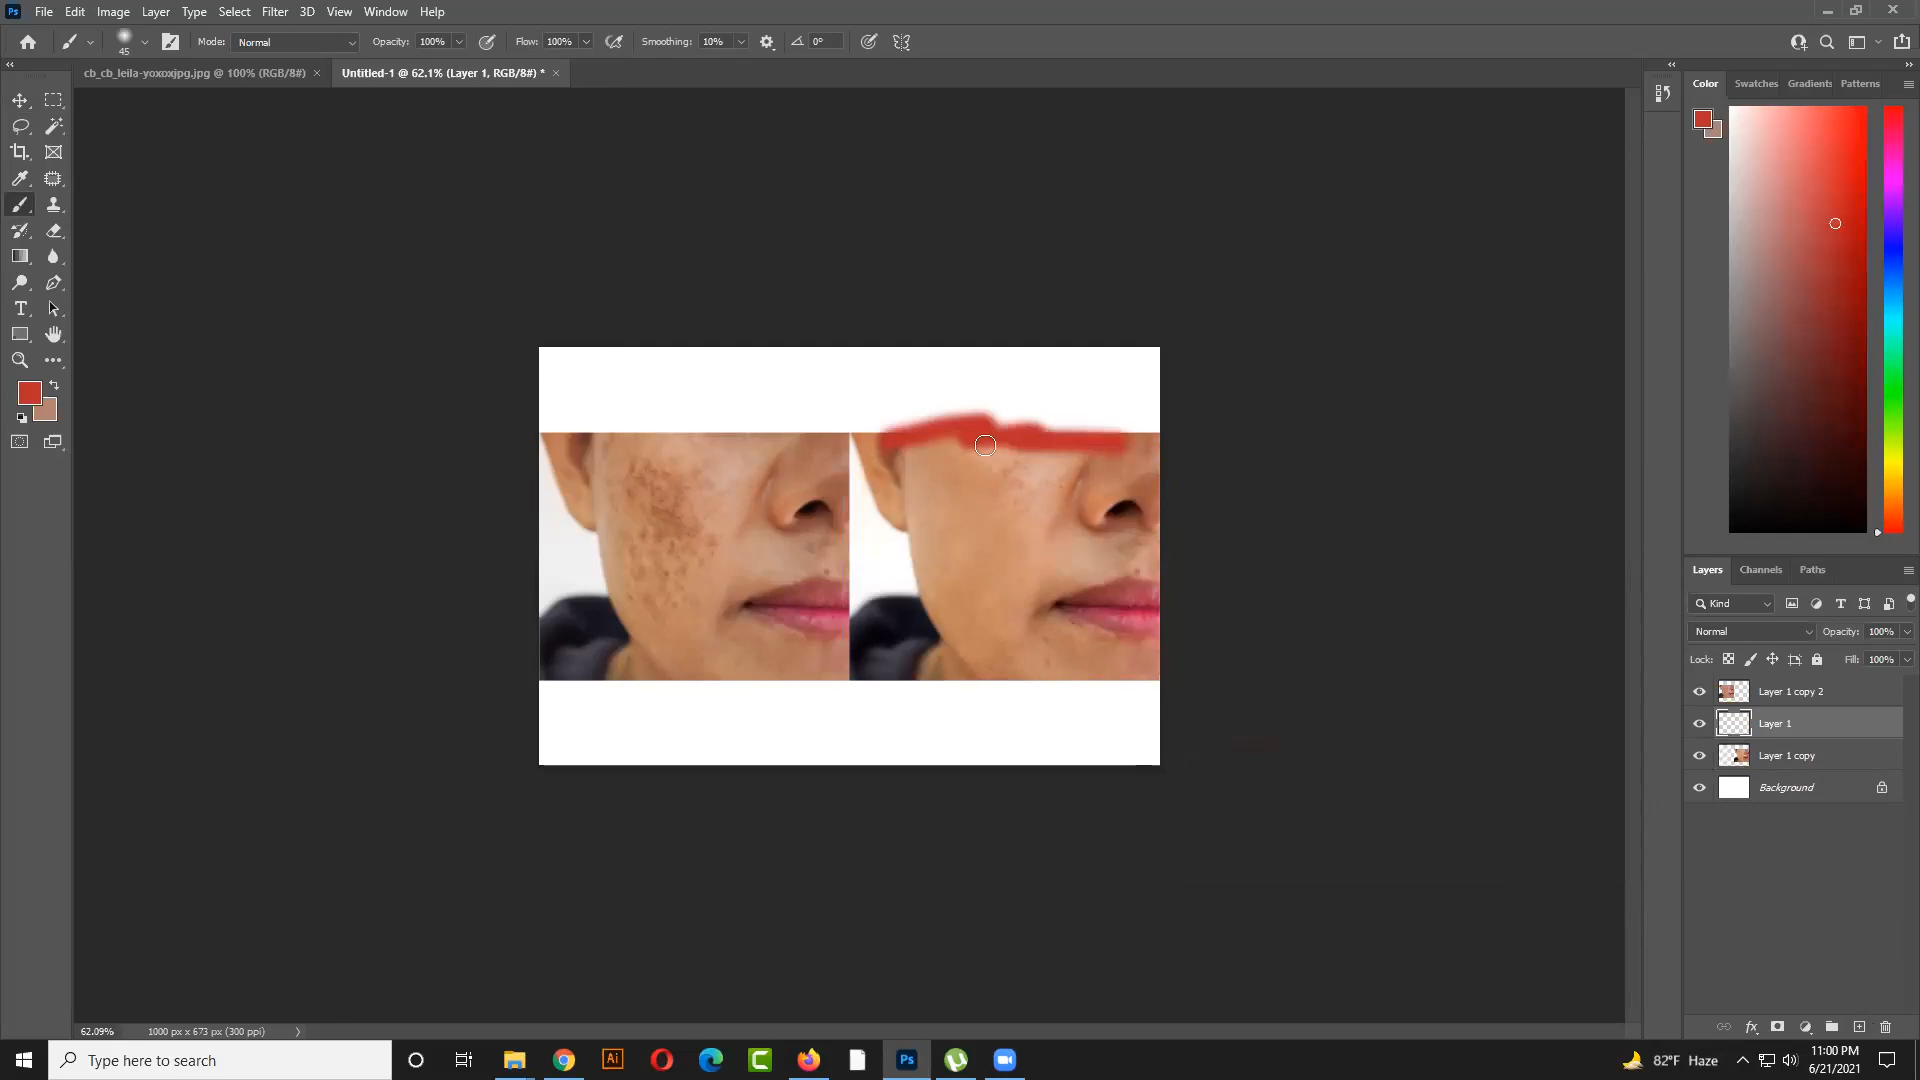 Ps File Edit Image Layer Type Select Filter 3D View Window Help
45 Mode: Normal Opacity: 100% Flow: 100% Smoothing: 10% 0°
cb_cb_leila-yoxoxjpg.jpg @ 100% (RGB/8#) × Untitled-1 @ 62.1% (Layer 1, RGB/8#) * ×
Color Swatches Gradients Patterns
Layers Channels Paths
Kind
Normal Opacity: 100%
Lock: Fill: 100%
Layer 1 copy 2
Layer 1
Layer 1 copy
Background
62.09% 1000 px x 673 px (300 ppi)
Type here to search
Ai
Ps
82°F Haze
11:00 PM
6/21/2021